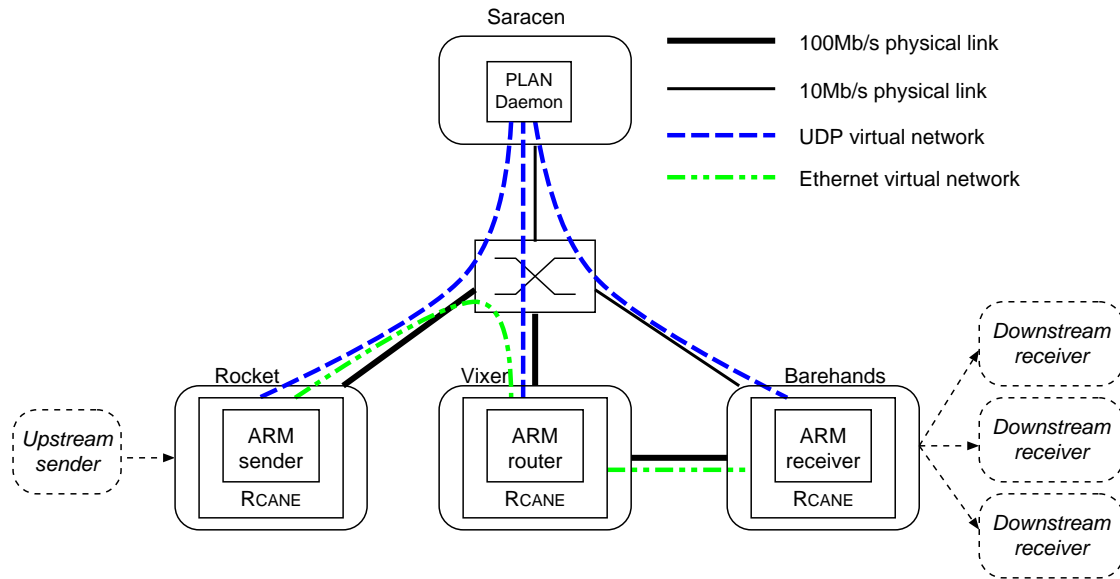 Saracen
PLAN
Daemon
100Mb/s physical link
10Mb/s physical link
UDP virtual network
Ethernet virtual network
Rocket
Vixer
Barehands
Upstream
sender
ARM
sender
RCANE
ARM
router
RCANE
ARM
receiver
RCANE
Downstream
receiver
Downstream
receiver
Downstream
receiver